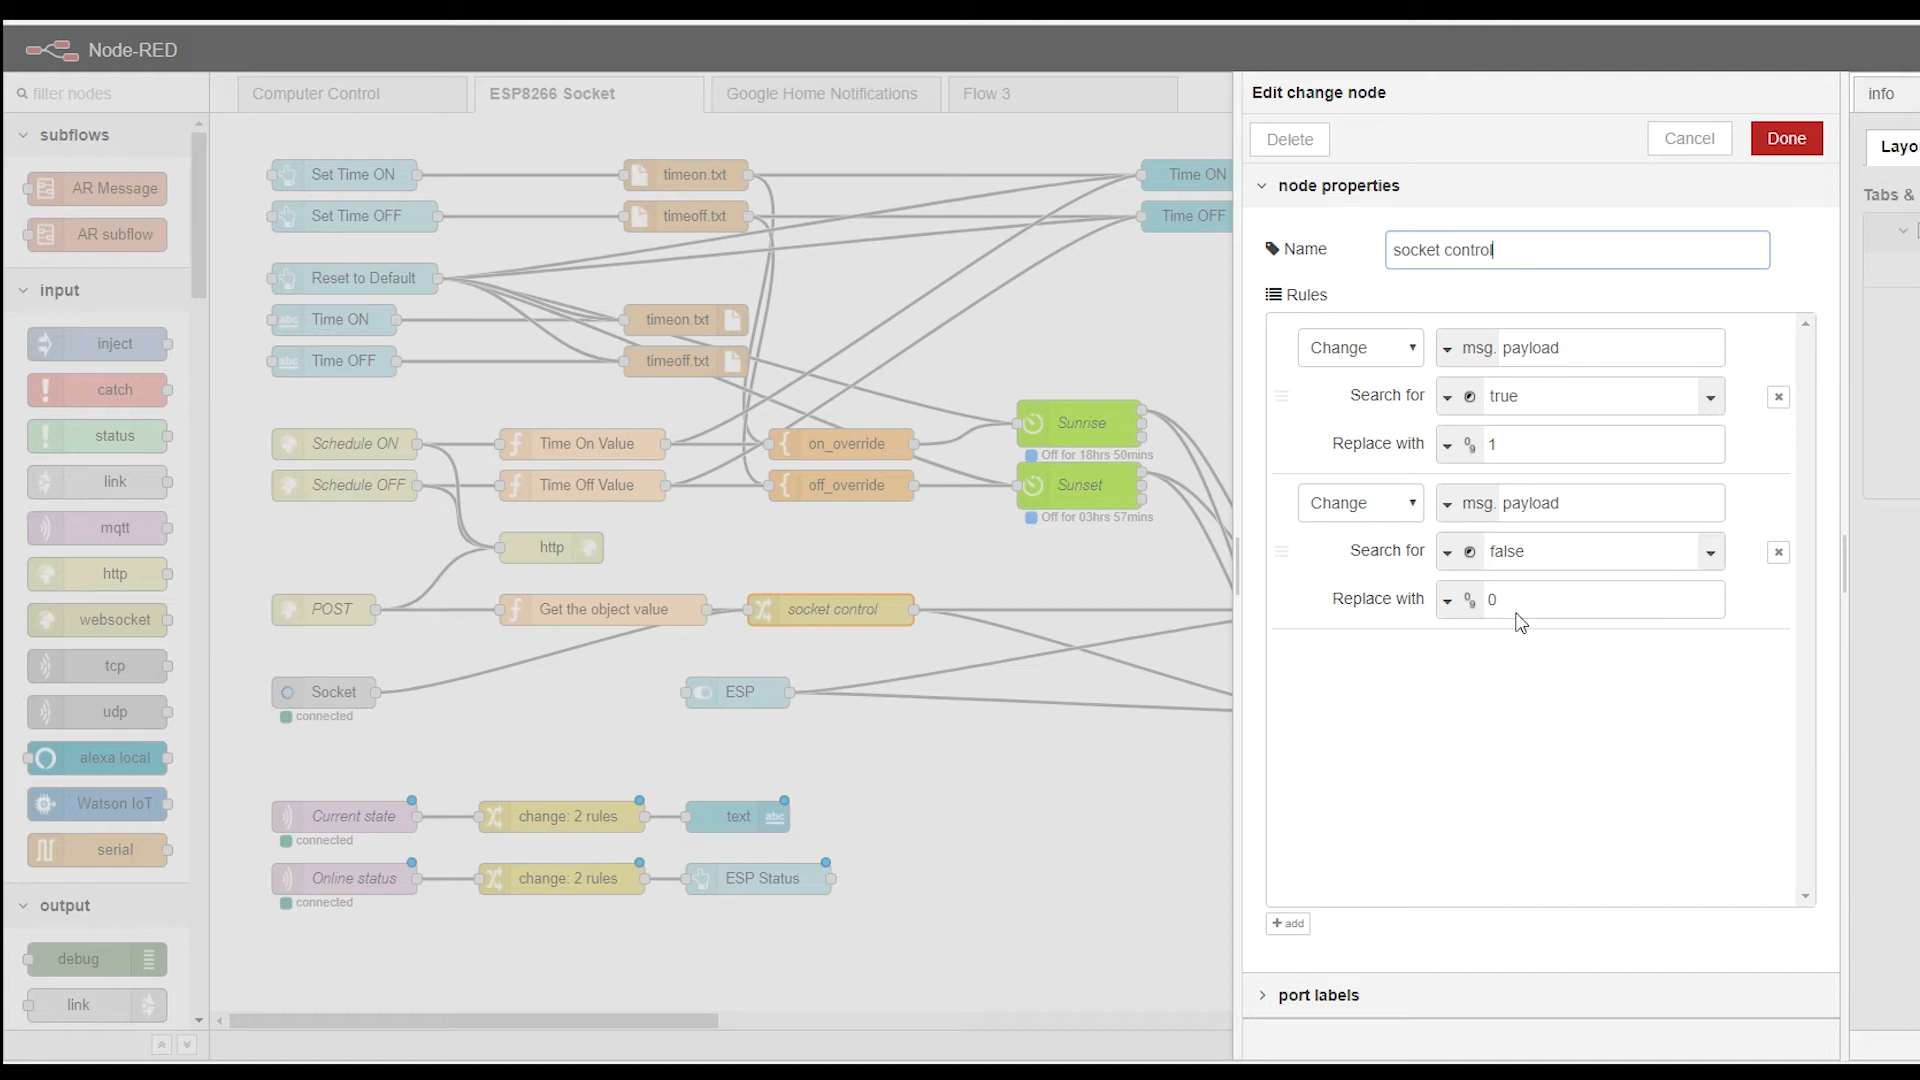 Node-RED
filter nodes
Computer Control
ESP8266 Socket
Google Home Notifications
Flow 3
subflows
AR Message
AR subflow
input
inject
catch
status
link
mqtt
http
websocket
tcp
udp
alexa local
Watson IoT
serial
output
debug
link
Set Time ON
timeon.txt
Time ON
Set Time OFF
timeoff.txt
Time OFF
Reset to Default
abc
Time ON
timeon.txt
abc
Time OFF
timeoff.txt
Schedule ON
Time On Value
on_override
Sunrise
Off for 18hrs 50mins
Schedule OFF
Time Off Value
off_override
Sunset
Off for 03hrs 57mins
http
POST
Get the object value
socket control
Socket
connected
ESP
Current state
connected
change: 2 rules
text
abc
Online status
connected
change: 2 rules
ESP Status
Edit change node
Delete
Cancel
Done
node properties
Name
socket control
Rules
Change
msg. payload
Search for
true
Replace with
1
Change
msg. payload
Search for
false
Replace with
0
add
port labels
info
Layo
Tabs &